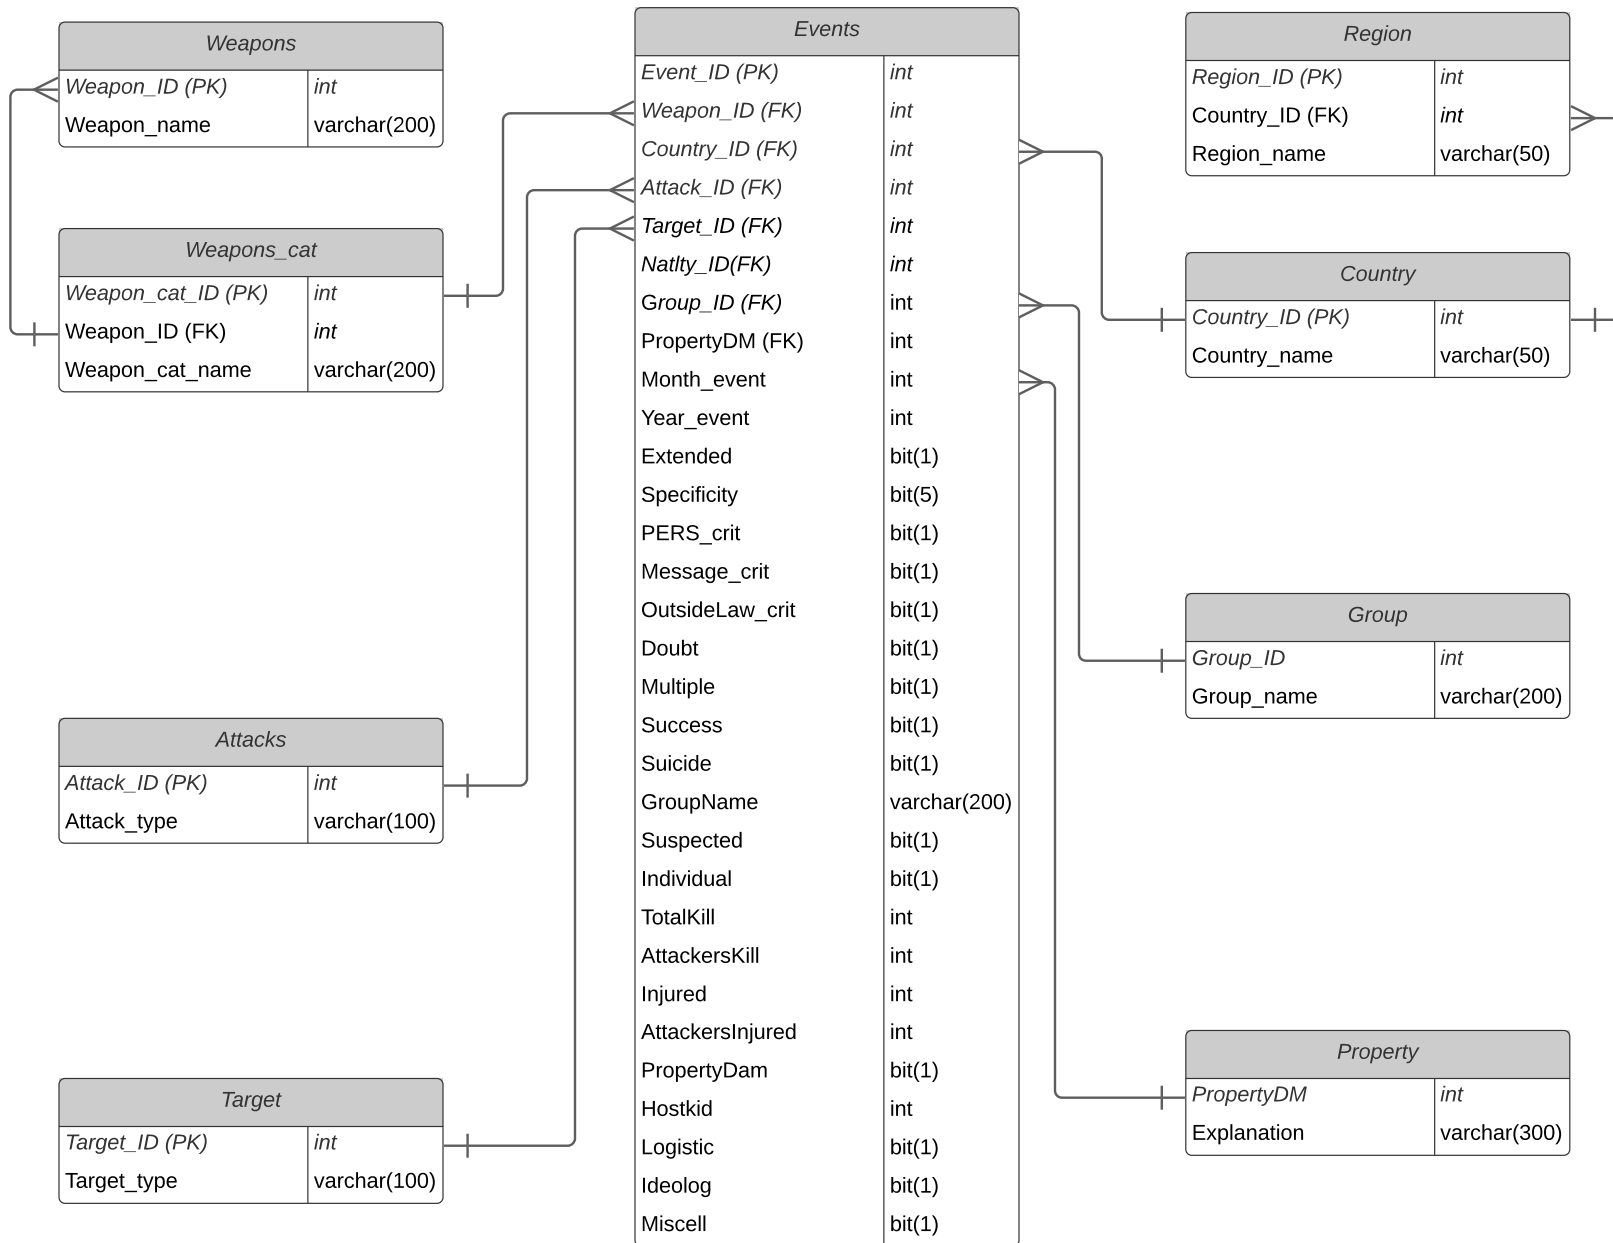 Weapons
Weapon_ID (PK) int
Weapon_name varchar(200)
Weapons_cat
Weapon_cat_ID (PK) int
Weapon_ID (FK) int
Weapon_cat_name varchar(200)
Attacks
Attack_ID (PK) int
Attack_type varchar(100)
Target
Target_ID (PK) int
Target_type varchar(100)
Events
Event_ID (PK) int
Weapon_ID (FK) int
Country_ID (FK) int
Attack_ID (FK) int
Target_ID (FK) int
Natlty_ID(FK) int
Group_ID (FK) int
PropertyDM (FK) int
Month_event int
Year_event int
Extended bit(1)
Specificity bit(5)
PERS_crit bit(1)
Message_crit bit(1)
OutsideLaw_crit bit(1)
Doubt bit(1)
Multiple bit(1)
Success bit(1)
Suicide bit(1)
GroupName varchar(200)
Suspected bit(1)
Individual bit(1)
TotalKill int
AttackersKill int
Injured int
AttackersInjured int
PropertyDam bit(1)
Hostkid int
Logistic bit(1)
Ideolog bit(1)
Miscell bit(1)
Region
Region_ID (PK) int
Country_ID (FK) int
Region_name varchar(50)
Country
Country_ID (PK) int
Country_name varchar(50)
Group
Group_ID int
Group_name varchar(200)
Property
PropertyDM int
Explanation varchar(300)